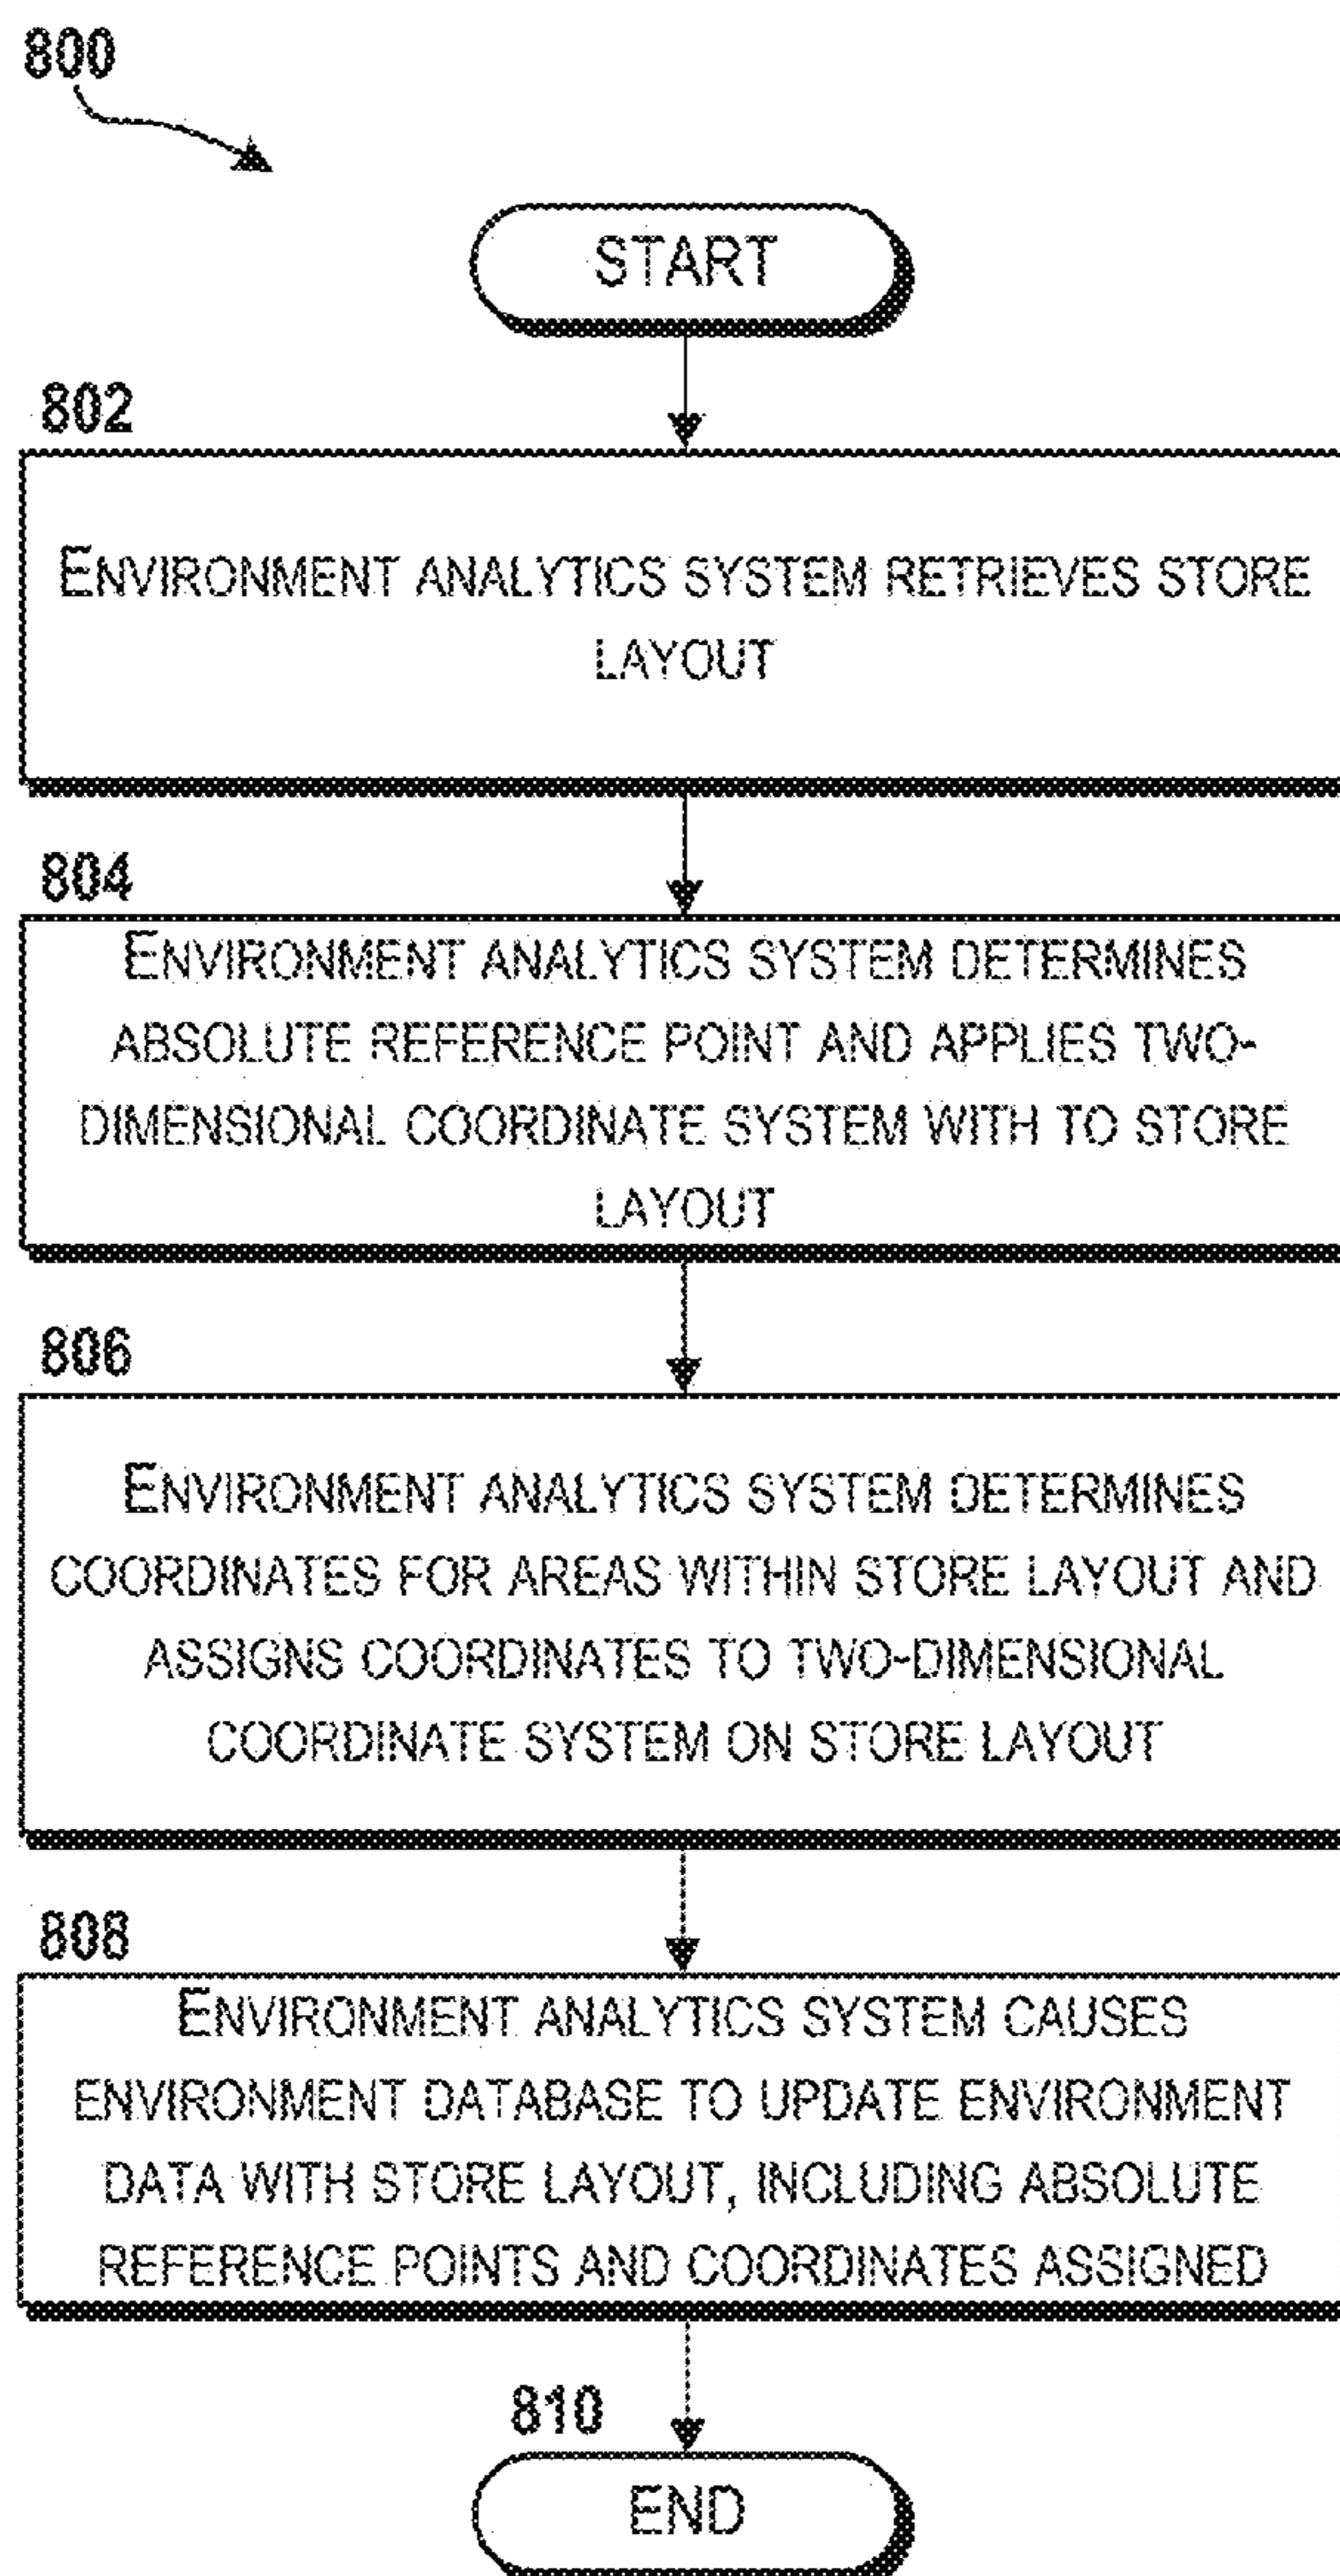 800
START
802
ENVIRONMENT ANALYTICS SYSTEM RETRIEVES STORE
LAYOUT
804
ENVIRONMENT ANALYTICS SYSTEM DETERMINES
ABSOLUTE REFERENCE POINT AND APPLIES TWO-
DIMENSIONAL COORDINATE SYSTEM WITH TO STORE
LAYOUT
806
ENVIRONMENT ANALYTICS SYSTEM DETERMINES
COORDINATES FOR AREAS WITHIN STORE LAYOUT AND
ASSIGNS COORDINATES TO TWO-DIMENSIONAL
COORDINATE SYSTEM ON STORE LAYOUT
808
ENVIRONMENT ANALYTICS SYSTEM CAUSES
ENVIRONMENT DATABASE TO UPDATE ENVIRONMENT
DATA WITH STORE LAYOUT, INCLUDING ABSOLUTE
REFERENCE POINTS AND COORDINATES ASSIGNED
810
END